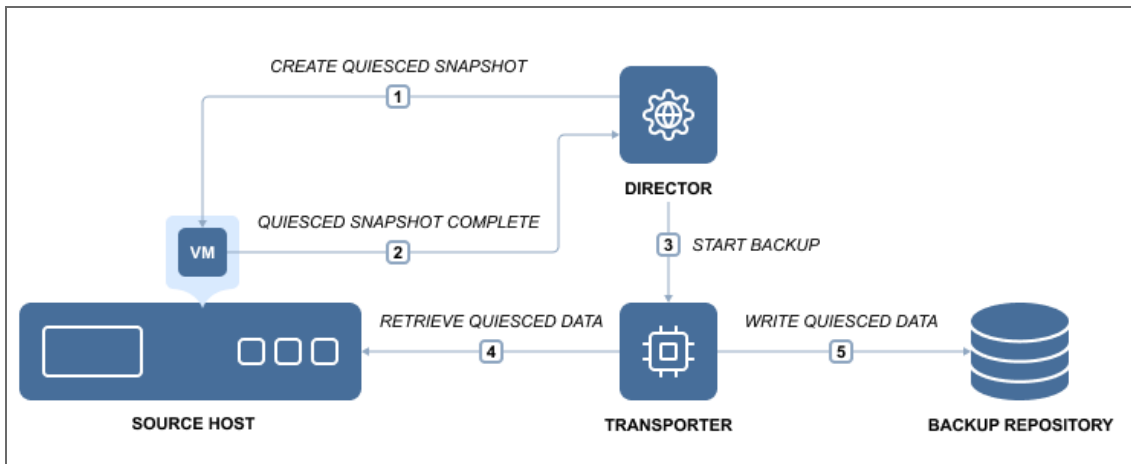 CREATE QUIESCED SNAPSHOT
1
DIRECTOR
QUIESCED SNAPSHOT COMPLETE
VM
2
3
START BACKUP
RETRIEVE QUIESCED DATA
WRITE QUIESCED DATA
4
5
SOURCE HOST
TRANSPORTER
BACKUP REPOSITORY